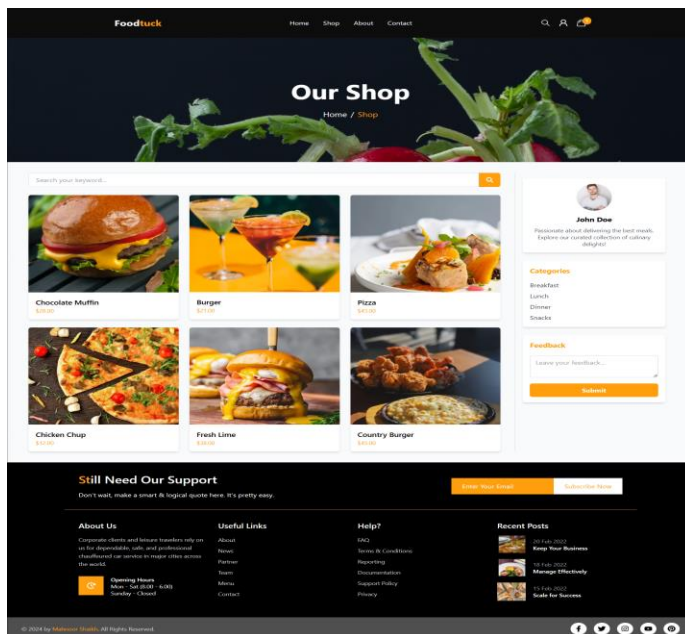 Foodtuck
Home Shop About Contact
Our Shop
Home / Shop
Search your keyword...
Chocolate Muffin
$28.00
Burger
$21.00
Pizza
$45.00
Chicken Chup
Fresh Lime
$38.00
Country Burger
$45.00
John Doe
Passionate about delivering the best meals.
Explore our curated collection of culinary
delights!
Categories
Breakfast
Lunch
Dinner
Snacks
Feedback
Leave your feedback...
Submit
Still Need Our Support
Don't wait, make a smart & logical quote here. It's pretty easy.
Enter Your Email
Subscribe Now
About Us
Corporate clients and leisure travelers rely on
us for dependable, safe, and professional
chauffeured car service in major cities across
the world.
Opening Hours
Mon - Sat (8.00 - 6.00)
Sunday - Closed
Useful Links
About
News
Partner
Team
Menu
Contact
Help?
FAQ
Terms & Conditions
Reporting
Documentation
Support Policy
Privacy
Recent Posts
20 Feb 2022
Keep Your Business
18 Feb 2022
Manage Effectively
15 Feb 2022
Scale for Success
© 2024 by Mahnoor Shaikh. All Rights Reserved.